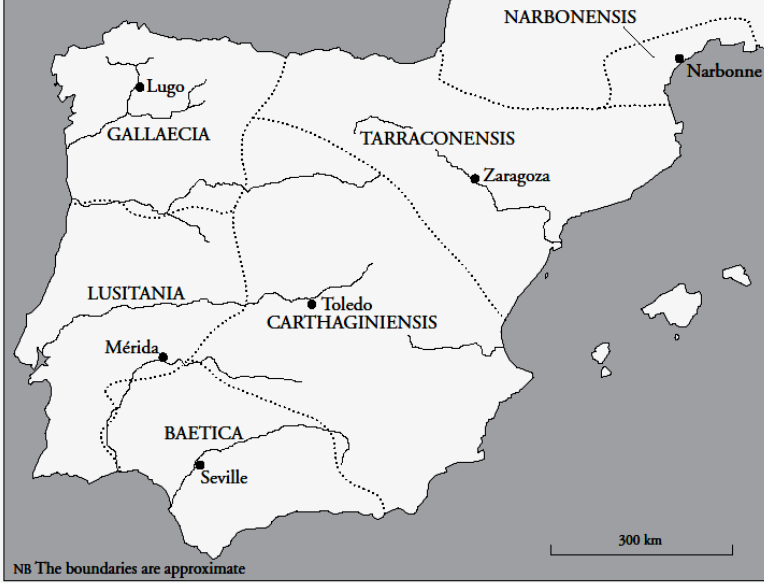 NARBONENSIS
Narbonne
Lugo
GALLAECIA
TARRACONENSIS
Zaragoza
LUSITANIA
Toledo
CARTHAGINIENSIS
Mérida
BAETICA
Seville
300 km
NB The boundaries are approximate